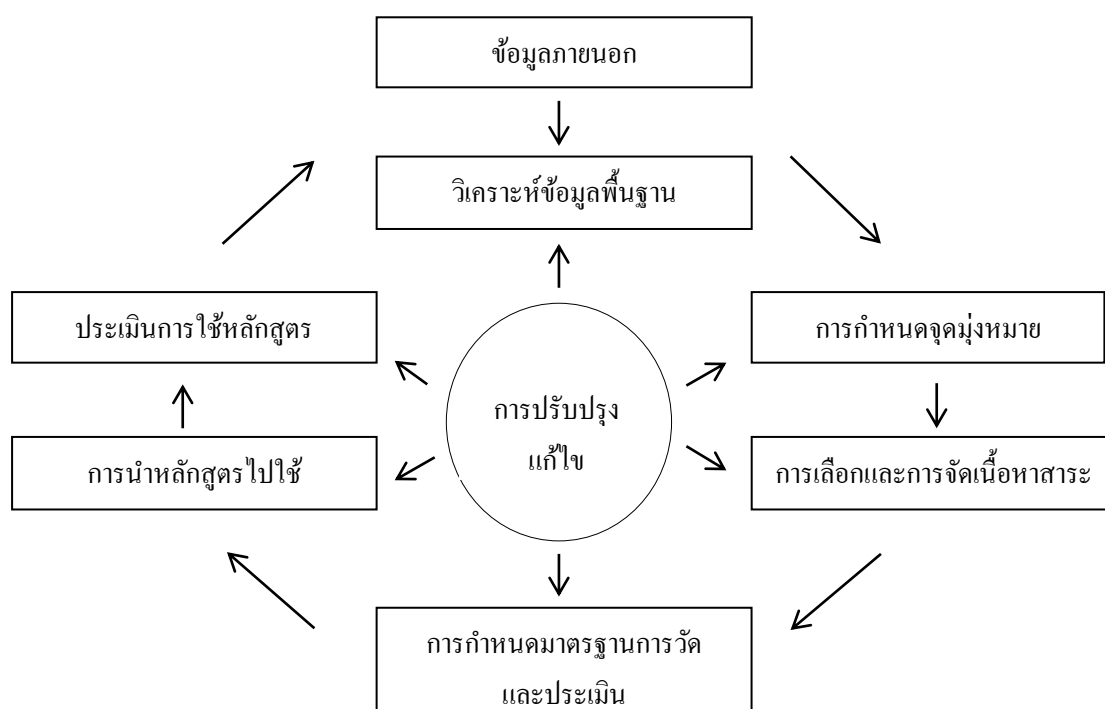 ข้อมูลภายนอก
วิเคราะห์ข้อมูลพื้นฐาน
ประเมินการใช้หลักสูตร
การกำหนดจุดมุ่งหมาย
การปรับปรุง
แก้ไข
การนำหลักสูตรไปใช้
การเลือกและการจัดเนื้อหาสาระ
การกำหนดมาตรฐานการวัด
และประเมิน